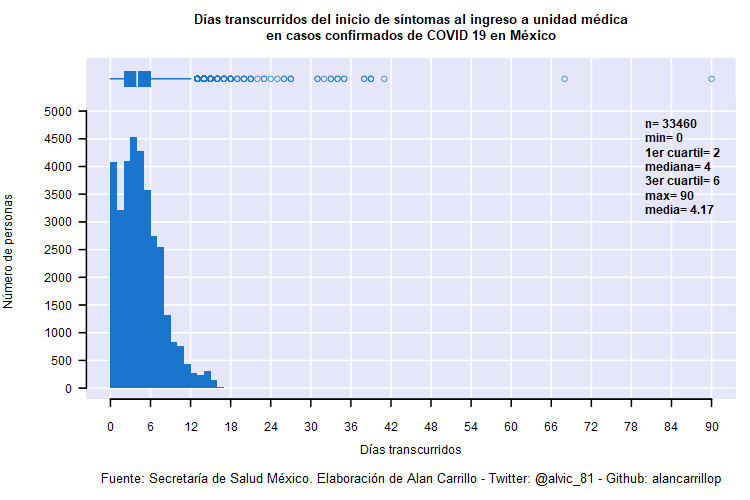 Días transcurridos del inicio de síntomas al ingreso a unidad médica
en casos confirmados de COVID 19 en México
n= 33460
min= 0
1er cuartil= 2
mediana= 4
3er cuartil= 6
max= 90
media= 4.17
Número de personas
5000
4500
4000
3500
3000
2500
2000
1500
1000
500
0
0 6 12 18 24 30 36 42 48 54 60 66 72 78 84 90
Días transcurridos
Fuente: Secretaría de Salud México. Elaboración de Alan Carrillo - Twitter: @alvic_81 - Github: alancarrillop